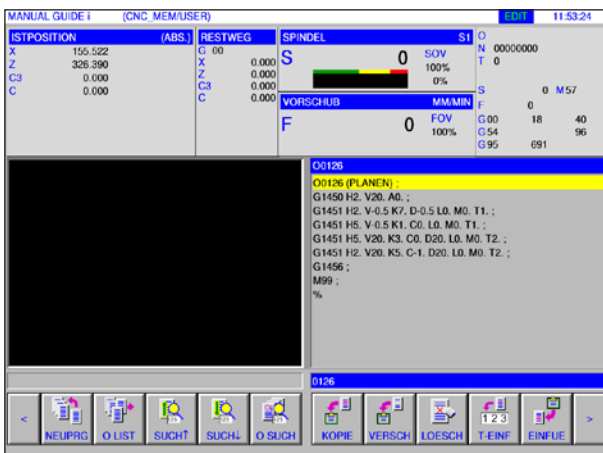 MANUAL GUIDE i (CNC_MEM/USER) EDIT 11:53:24
ISTPOSITION (ABS.)
X 155.522
Z 326.390
C3 0.000
C 0.000
RESTWEG
G 00
X 0.000
Z 0.000
C3 0.000
C 0.000
SPINDEL S1
S 0 SOV
100%
0%
VORSCHUB MM/MIN
F 0 FOV
100%
O
N 00000000
T 0
S 0 M57
F 0
G00 18 40
G54 96
G95 691
O0126
O0126 (PLANEN) ;
G1450 H2. V20. A0. ;
G1451 H2. V-0.5 K7. D-0.5 L0. M0. T1. ;
G1451 H5. V-0.5 K1. C0. L0. M0. T1. ;
G1451 H5. V20. K3. C0. D20. L0. M0. T2. ;
G1451 H2. V20. K5. C-1. D20. L0. M0. T2. ;
G1456 ;
M99 ;
%
0126
< NEUPRG O LIST SUCH↑ SUCH↓ O SUCH KOPIE VERSCH LOESCH 123 T-EINF EINFUE >